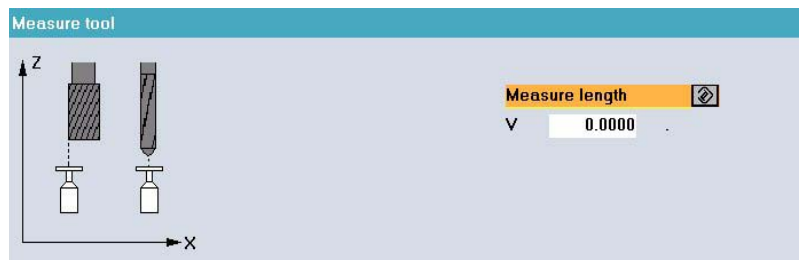 Measure tool
Z
X
Measure length
V 0.0000 .